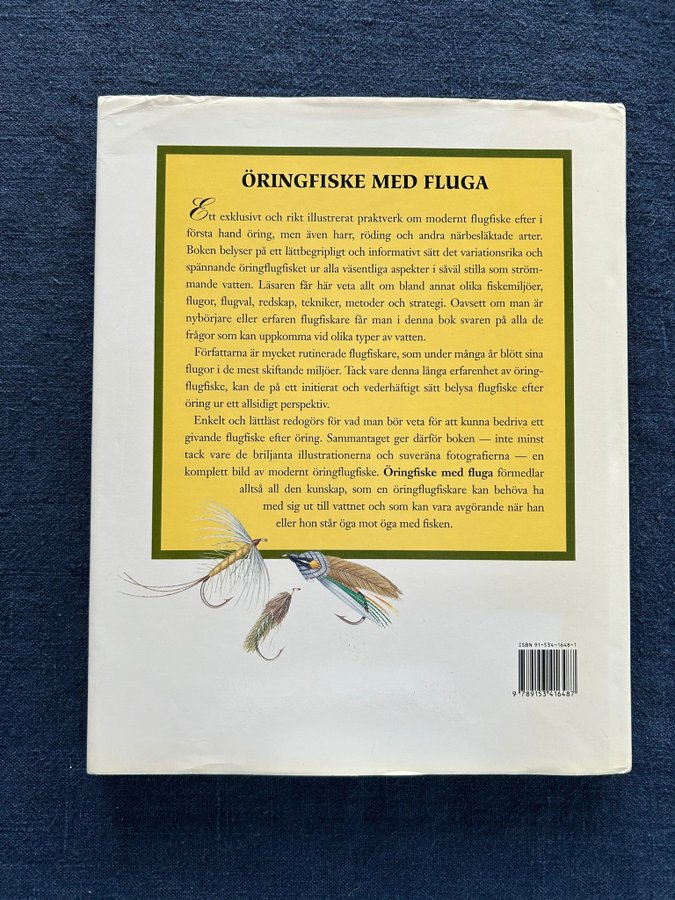 ÖRINGFISKE MED FLUGA
Ett exklusivt och rikt illustrerat praktverk om modernt flugfiske efter i
första hand öring, men även harr, röding och andra närbesläktade arter.
Boken belyser på ett lättbegripligt och informativt sätt det variationsrika och
spännande öringflugfisket ur alla väsentliga aspekter i såväl stilla som ström-
mande vatten. Läsaren får här veta allt om bland annat olika fiskemiljöer,
flugor, flugval, redskap, tekniker, metoder och strategi. Oavsett om man är
nybörjare eller erfaren flugfiskare får man i denna bok svaren på alla de
frågor som kan uppkomma vid olika typer av vatten.
Författarna är mycket rutinerade flugfiskare, som under många år blött sina
flugor i de mest skiftande miljöer. Tack vare denna långa erfarenhet av öring-
flugfiske, kan de på ett initierat och vederhäftigt sätt belysa flugfiske efter
öring ur ett allsidigt perspektiv.
Enkelt och lättläst redogörs för vad man bör veta för att kunna bedriva ett
givande flugfiske efter öring. Sammantaget ger därför boken — inte minst
tack vare de briljanta illustrationerna och suveräna fotografierna — en
komplett bild av modernt öringflugfiske. Öringfiske med fluga förmedlar
alltså all den kunskap, som en öringflugfiskare kan behöva ha
med sig ut till vattnet och som kan vara avgörande när han
eller hon står öga mot öga med fisken.
ISBN 91-534-1648-1
9 789153 416487